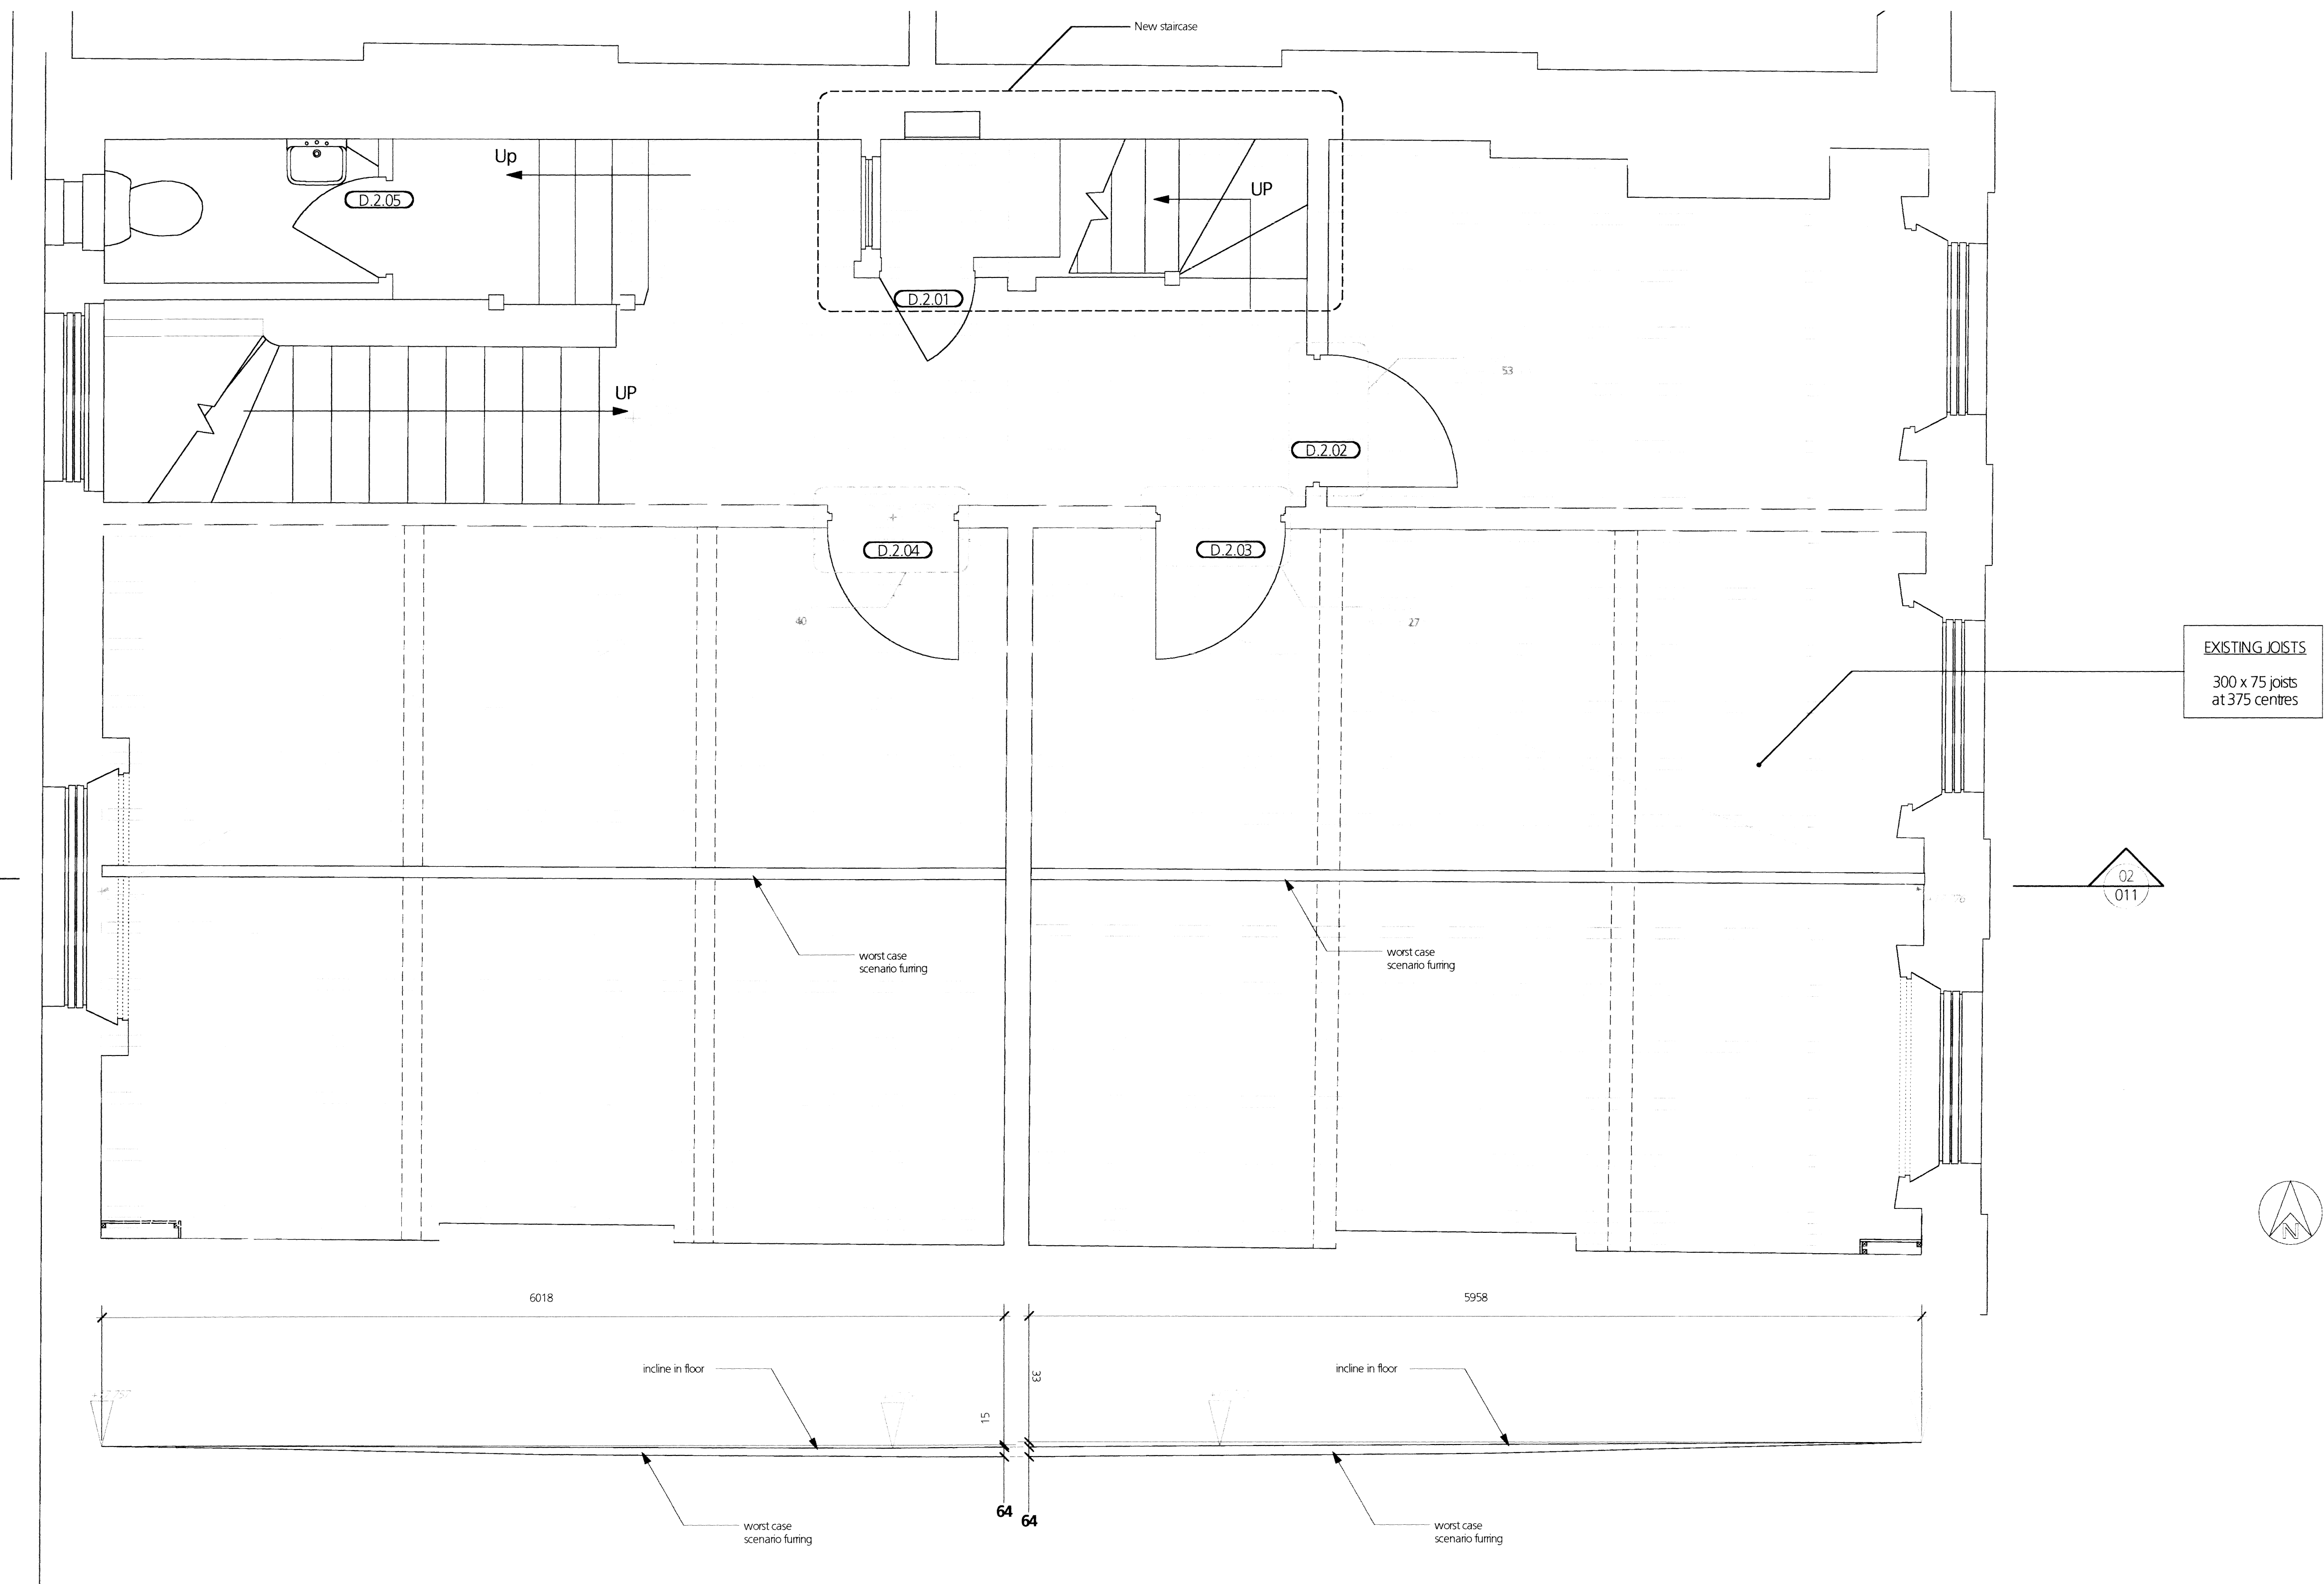 New staircase
Up
UP
D.2.05
D.2.01
53
UP
D.2.02
D.2.04
D.2.03
40
27
EXISTING JOISTS
300 x 75 joists
at 375 centres
02
011
worst case
scenario furring
worst case
scenario furring
N
6018
5958
incline in floor
33
incline in floor
15
64
64
worst case
scenario furring
worst case
scenario furring